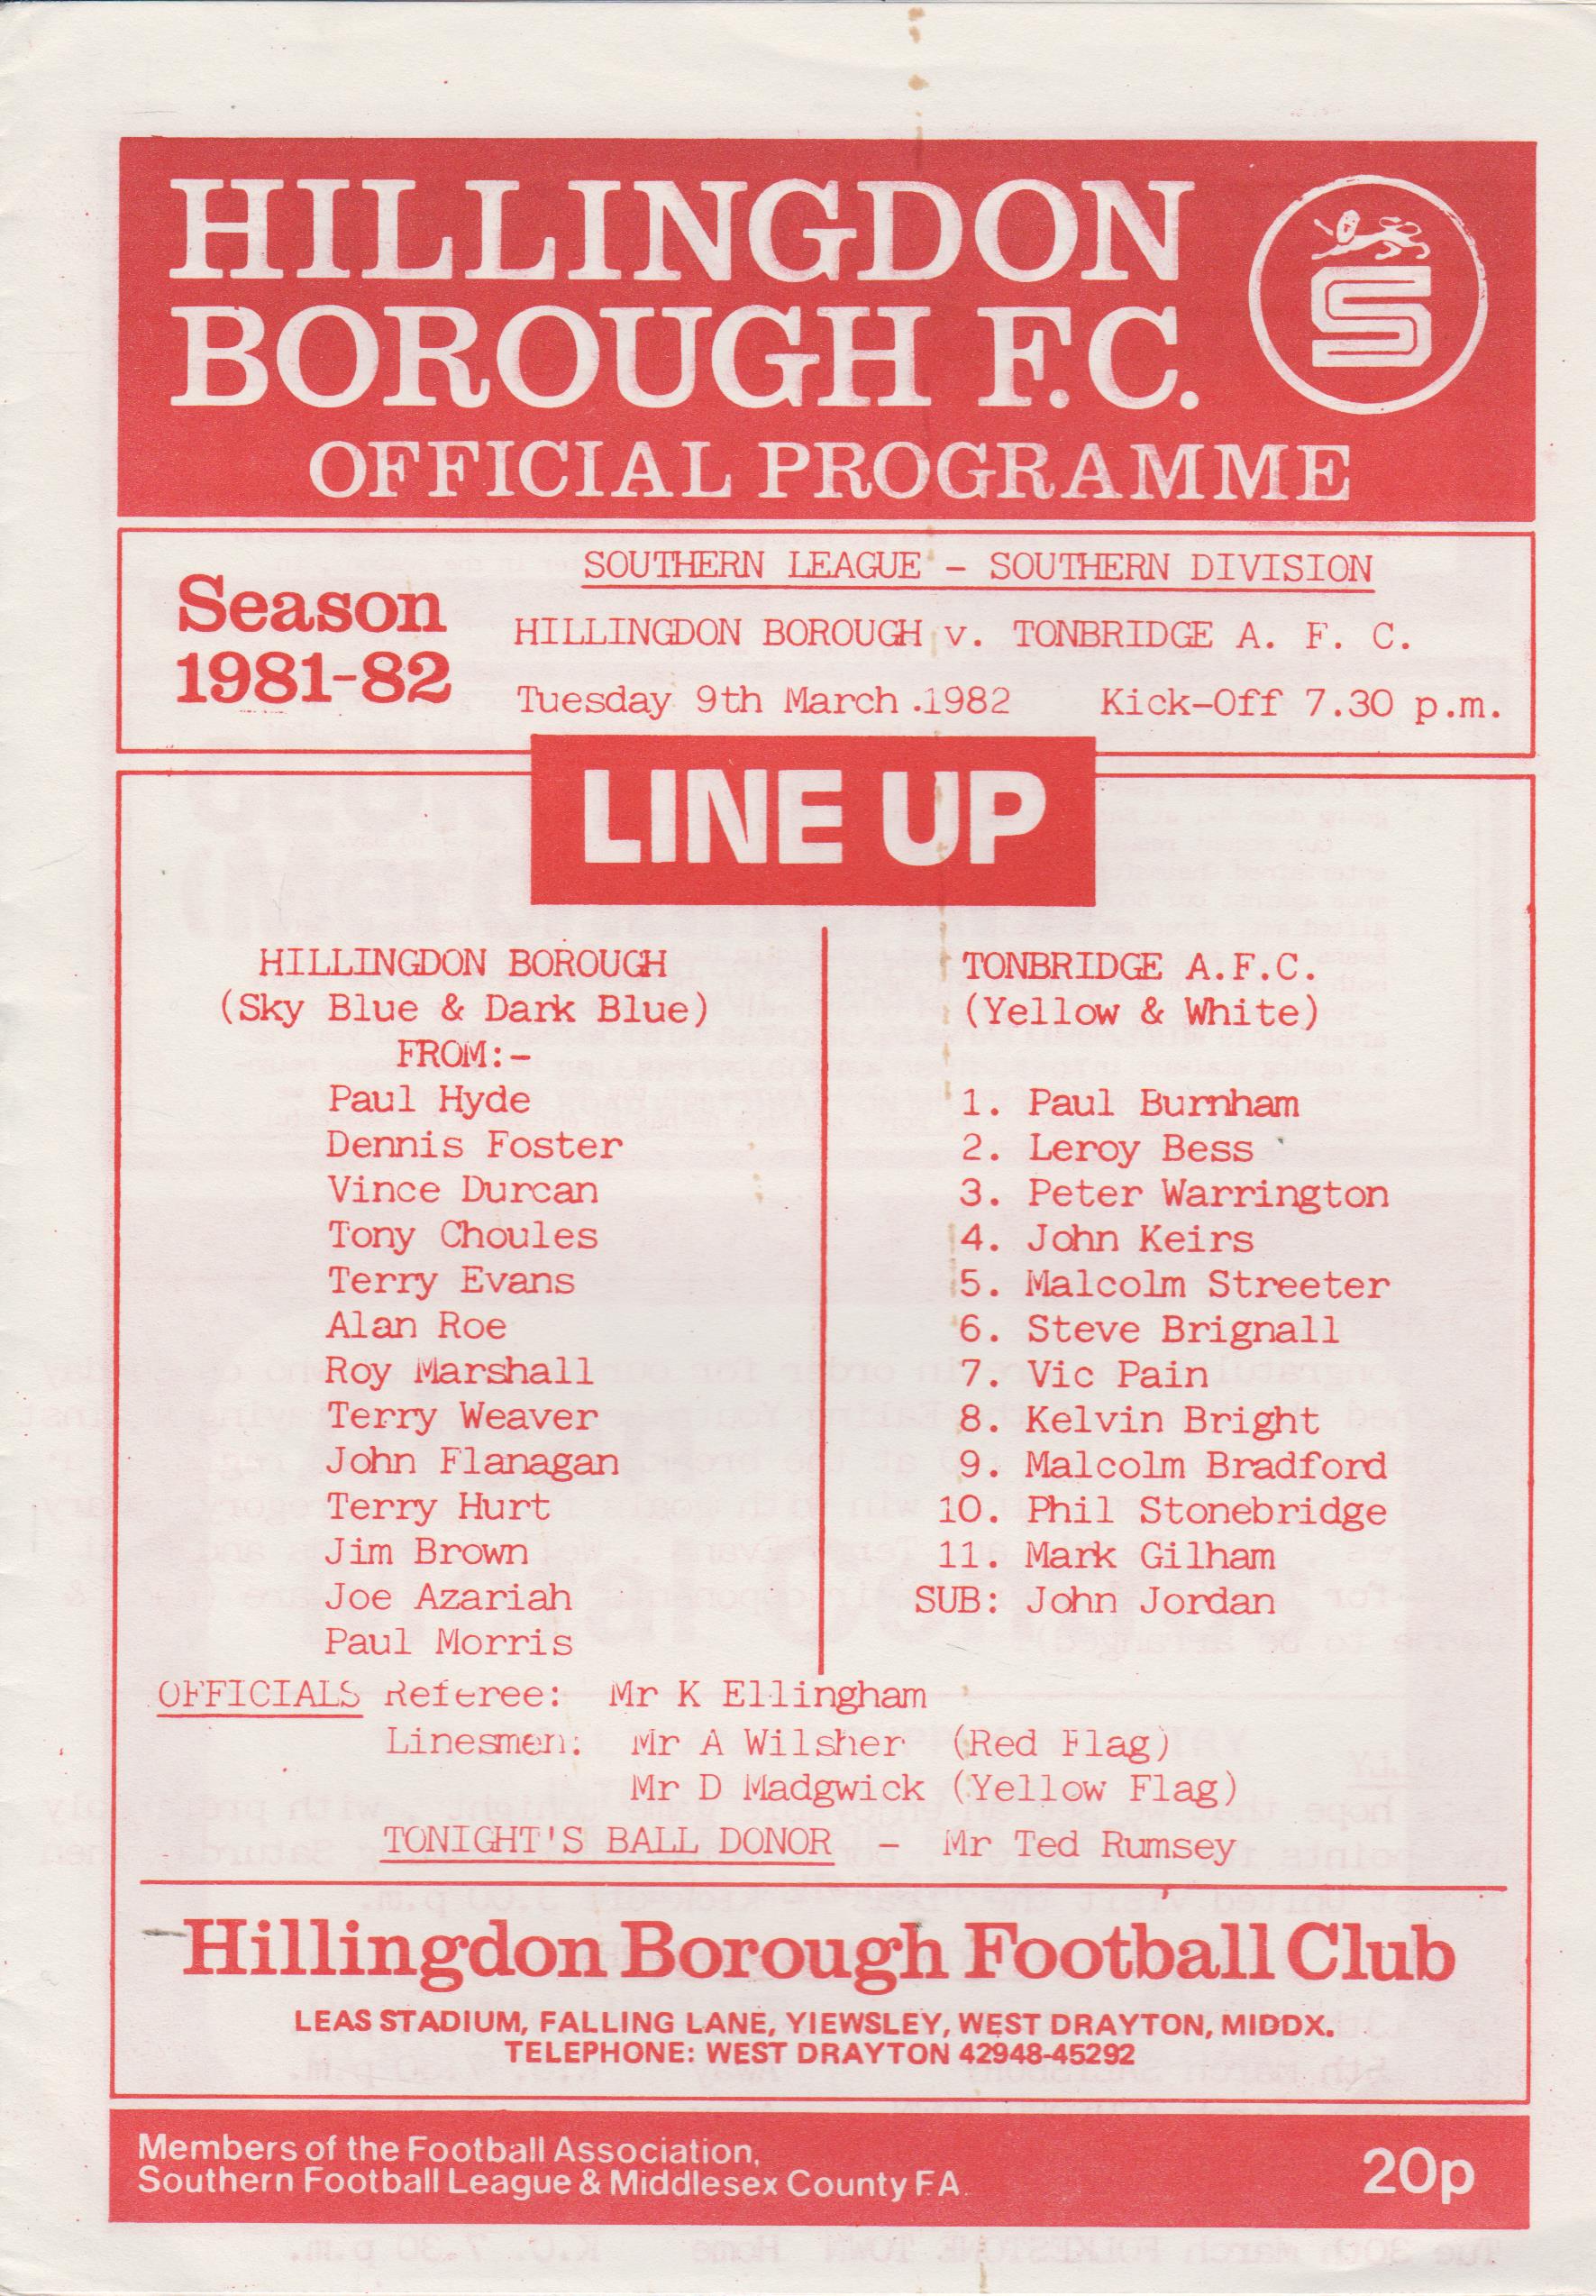 HILLINGDON
BOROUGH F.C.
S
OFFICIAL PROGRAMME
Season
1981-82
SOUTHERN LEAGUE - SOUTHERN DIVISION
HILLINGDON BOROUGH v. TONBRIDGE A. F. C.
Tuesday 9th March .1982 Kick-Off 7.30 p.m.
LINE UP
HILLINGDON BOROUGH
(Sky Blue & Dark Blue)
FROM:-
Paul Hyde
Dennis Foster
Vince Durcan
Tony Choules
Terry Evans
Alan Roe
Roy Marshall
Terry Weaver
John Flanagan
Terry Hurt
Jim Brown
Joe Azariah
Paul Morris
TONBRIDGE A.F.C.
(Yellow & White)
1. Paul Burnham
2. Leroy Bess
3. Peter Warrington
4. John Keirs
5. Malcolm Streeter
6. Steve Brignall
7. Vic Pain
8. Kelvin Bright
9. Malcolm Bradford
10. Phil Stonebridge
11. Mark Gilham
SUB: John Jordan
OFFICIALS Referee: Mr K Ellingham
Linesmen: Mr A Wilsher (Red Flag)
Mr D Madgwick (Yellow Flag)
TONIGHT'S BALL DONOR - Mr Ted Rumsey
Hillingdon Borough Football Club
LEAS STADIUM, FALLING LANE, YIEWSLEY, WEST DRAYTON, MIDDX.
TELEPHONE: WEST DRAYTON 42948-45292
Members of the Football Association,
Southern Football League & Middlesex County F.A.
20p